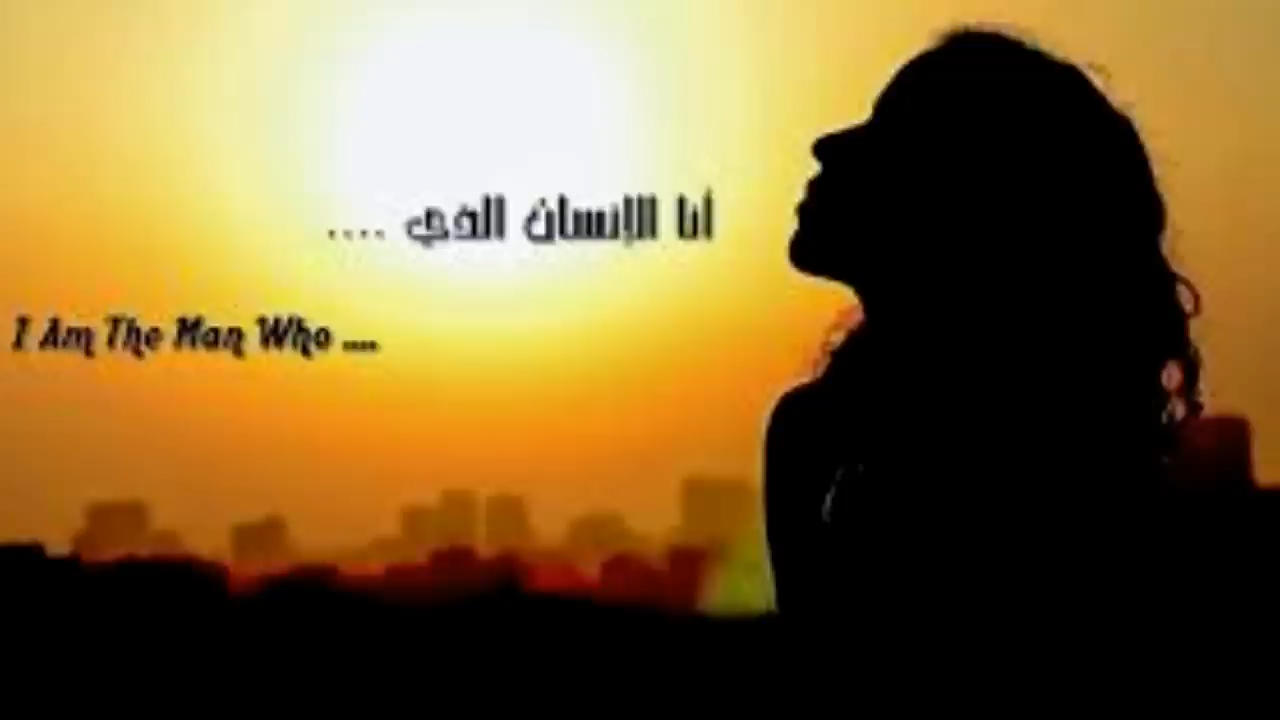 أنا الإنسان الذي ....
I Am The Man Who ....